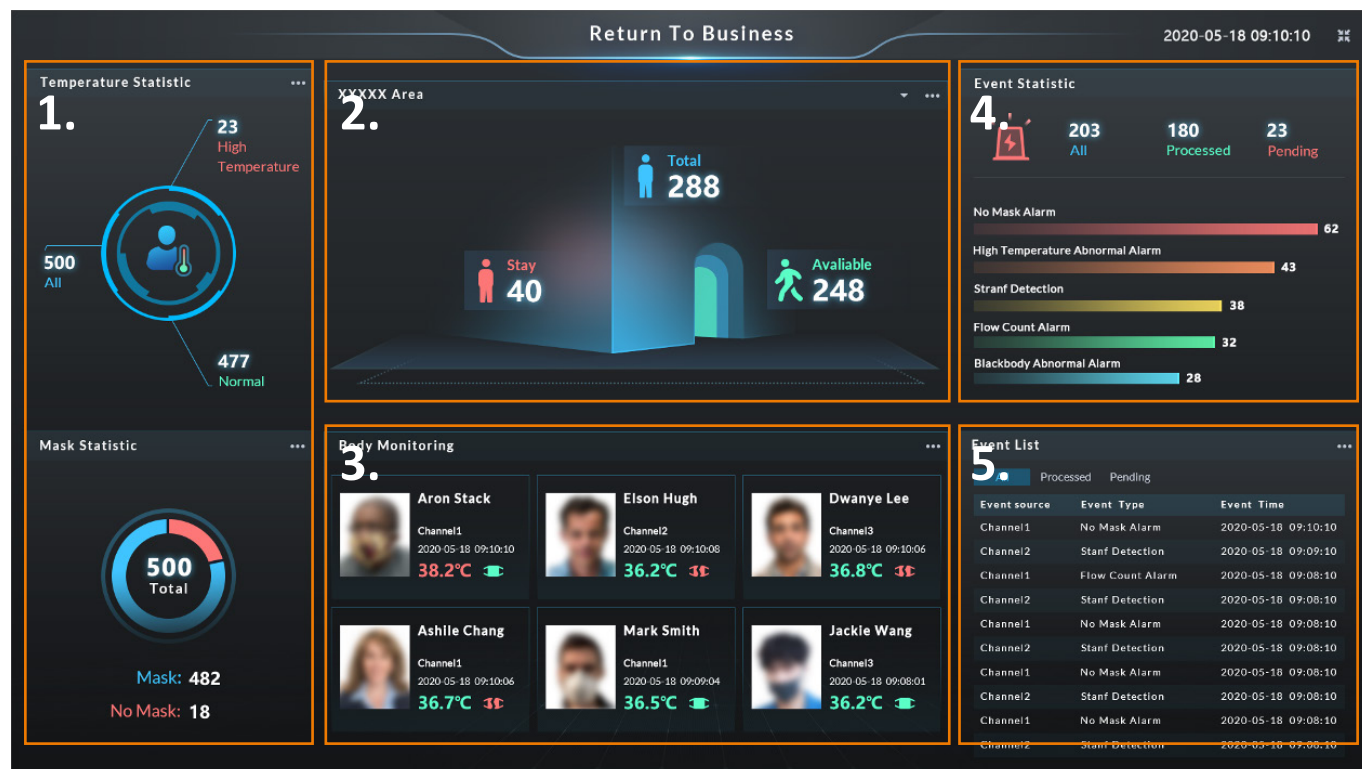 Return To Business
2020-05-18 09:10:10
Temperature Statistic
1.
23
High
Temperature
500
All
477
Normal
Mask Statistic
500
Total
Mask: 482
No Mask: 18
XXXXX Area
2.
Total
288
Stay
40
Avaliable
248
Body Monitoring
3.
Aron Stack
Channel1
2020-05-18 09:10:10
38.2℃
Elson Hugh
Channel2
2020-05-18 09:10:08
36.2℃
Dwanye Lee
Channel3
2020-05-18 09:10:06
36.8℃
Ashile Chang
Channel1
2020-05-18 09:10:06
36.7℃
Mark Smith
Channel1
2020-05-18 09:09:04
36.5℃
Jackie Wang
Channel3
2020-05-18 09:08:01
36.2℃
Event Statistic
4.
203 180 23
All Processed Pending
No Mask Alarm
62
High Temperature Abnormal Alarm
43
Stranf Detection
38
Flow Count Alarm
32
Blackbody Abnormal Alarm
28
Event List
5.
Processed Pending
Event source Event Type Event Time
Channel1 No Mask Alarm 2020-05-18 09:10:10
Channel2 Stanf Detection 2020-05-18 09:09:10
Channel1 Flow Count Alarm 2020-05-18 09:08:10
Channel2 Stanf Detection 2020-05-18 09:08:10
Channel1 No Mask Alarm 2020-05-18 09:08:10
Channel2 Stanf Detection 2020-05-18 09:08:10
Channel1 No Mask Alarm 2020-05-18 09:08:10
Channel2 Stanf Detection 2020-05-18 09:08:10
Channel1 No Mask Alarm 2020-05-18 09:08:10
Channel2 Stanf Detection 2020-05-18 09:08:10